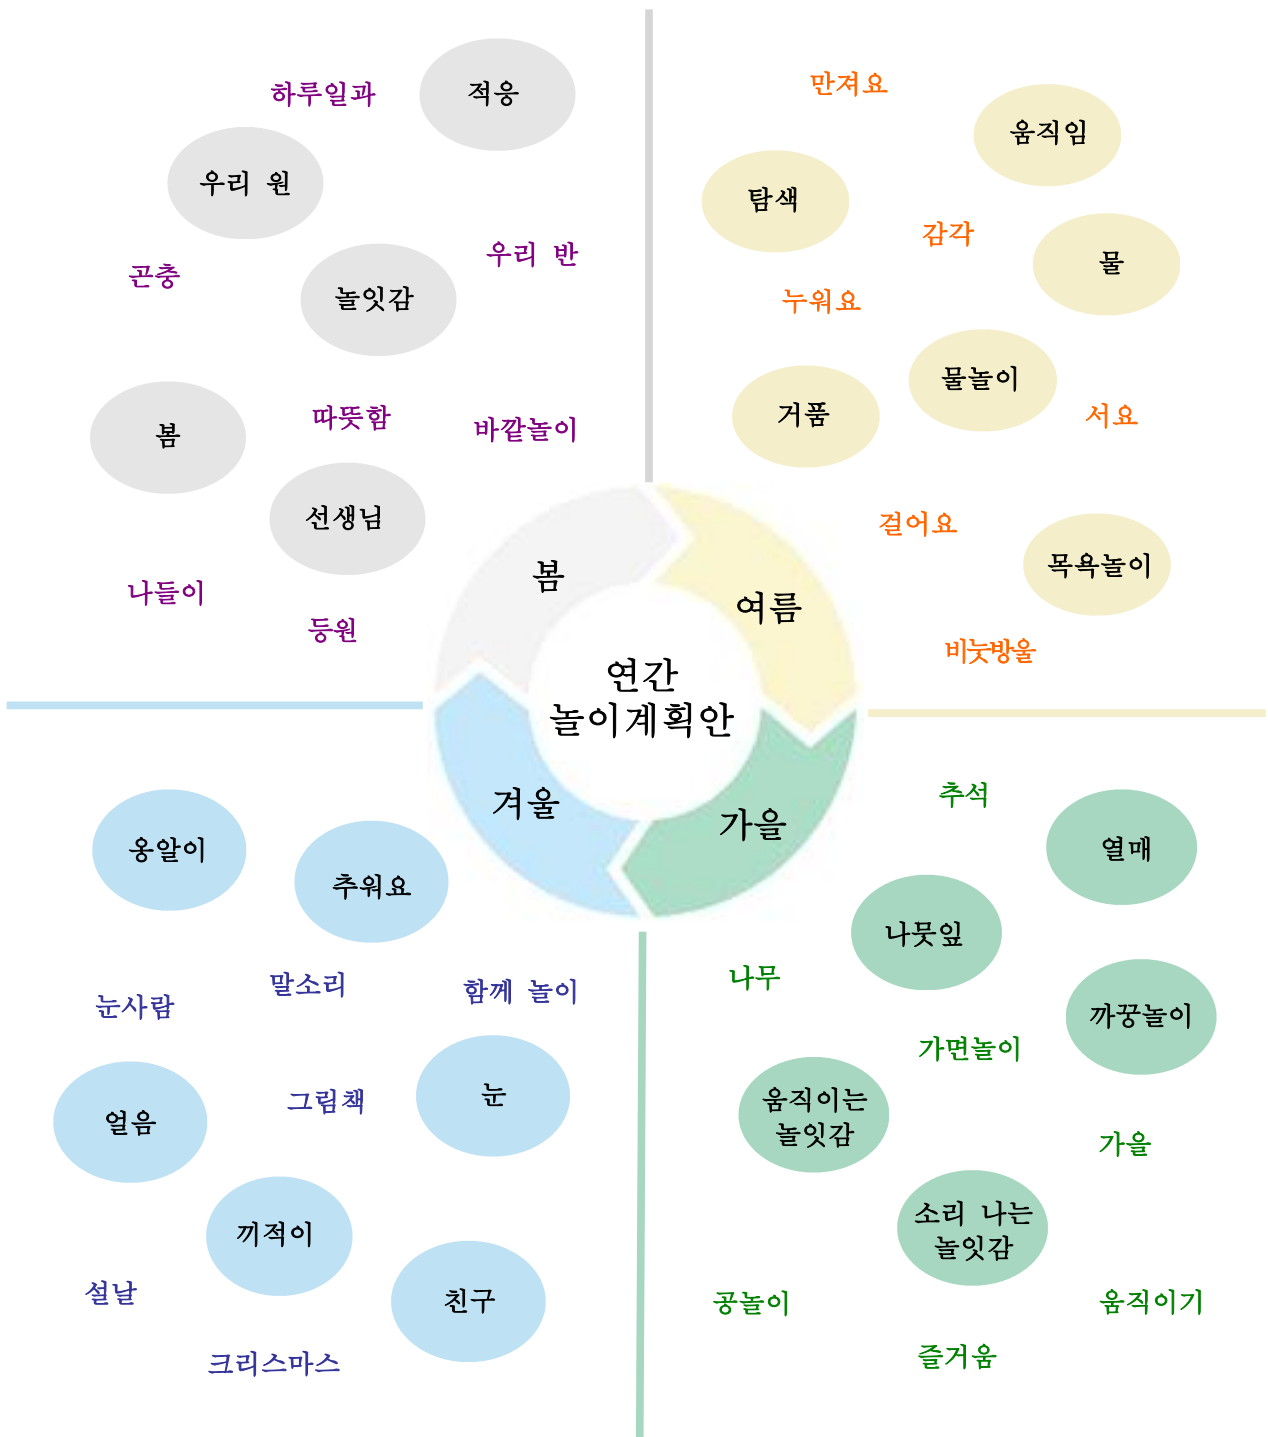 하루일과
적응
우리 원
우리 반
곤충
놀잇감
봄
따뜻함
바깥놀이
선생님
나들이
등원
만져요
움직임
탐색
감각
물
누워요
물놀이
거품
서요
걸어요
목욕놀이
비눗방울
봄
여름
연간
놀이계획안
겨울
가을
옹알이
추워요
말소리
함께 놀이
눈사람
그림책
눈
얼음
끼적이
설날
친구
크리스마스
추석
열매
나뭇잎
나무
까꿍놀이
가면놀이
움직이는
놀잇감
가을
소리 나는
놀잇감
공놀이
움직이기
즐거움